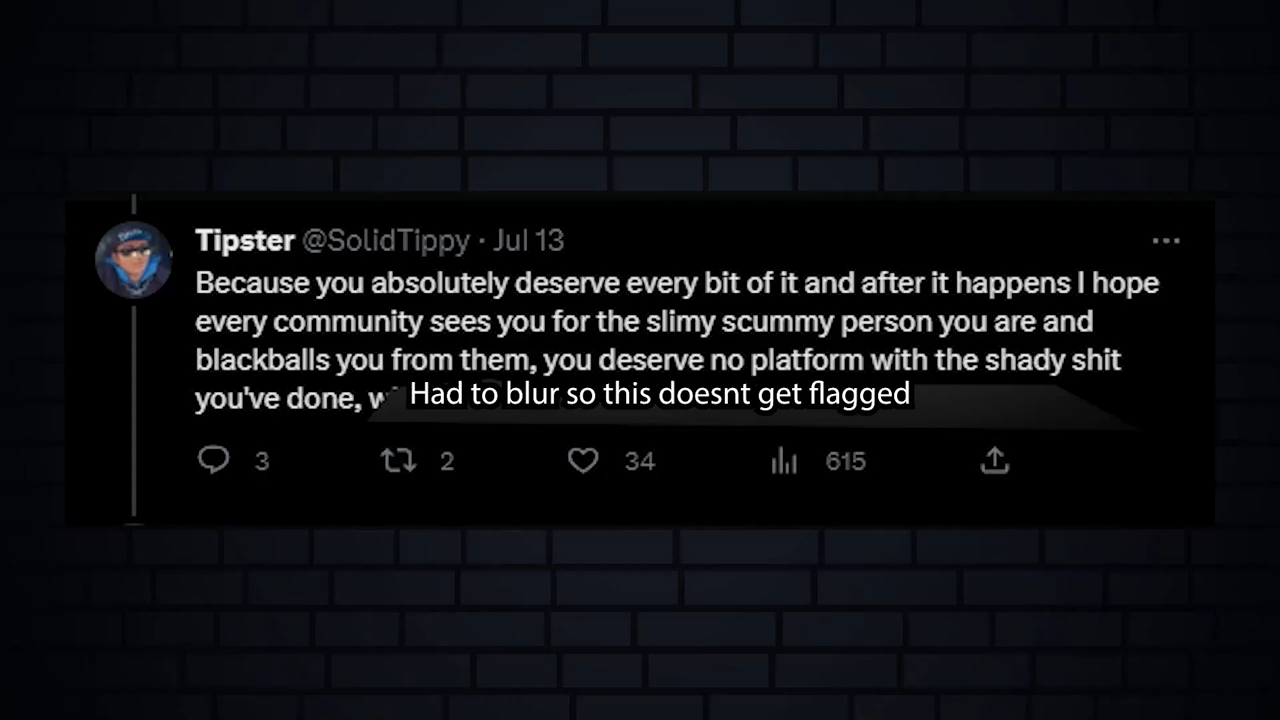 Tipster @SolidTippy · Jul 13
Because you absolutely deserve every bit of it and after it happens I hope
every community sees you for the slimy scummy person you are and
blackballs you from them, you deserve no platform with the shady shit
you've done,
Had to blur so this doesnt get flagged
3 2 34 615